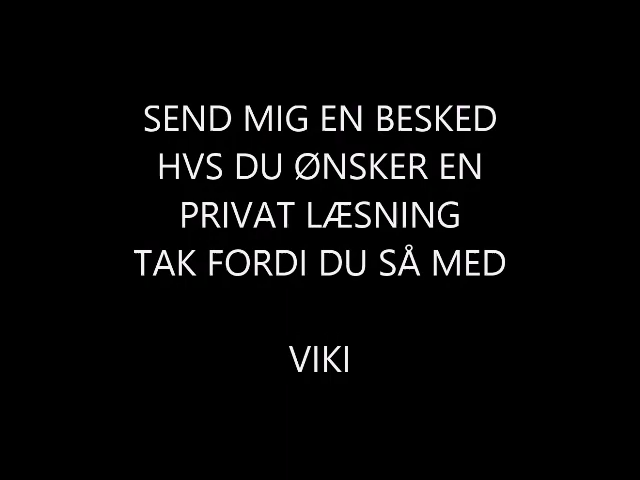 SEND MIG EN BESKED
HVS DU ØNSKER EN
PRIVAT LÆSNING
TAK FORDI DU SÅ MED
VIKI